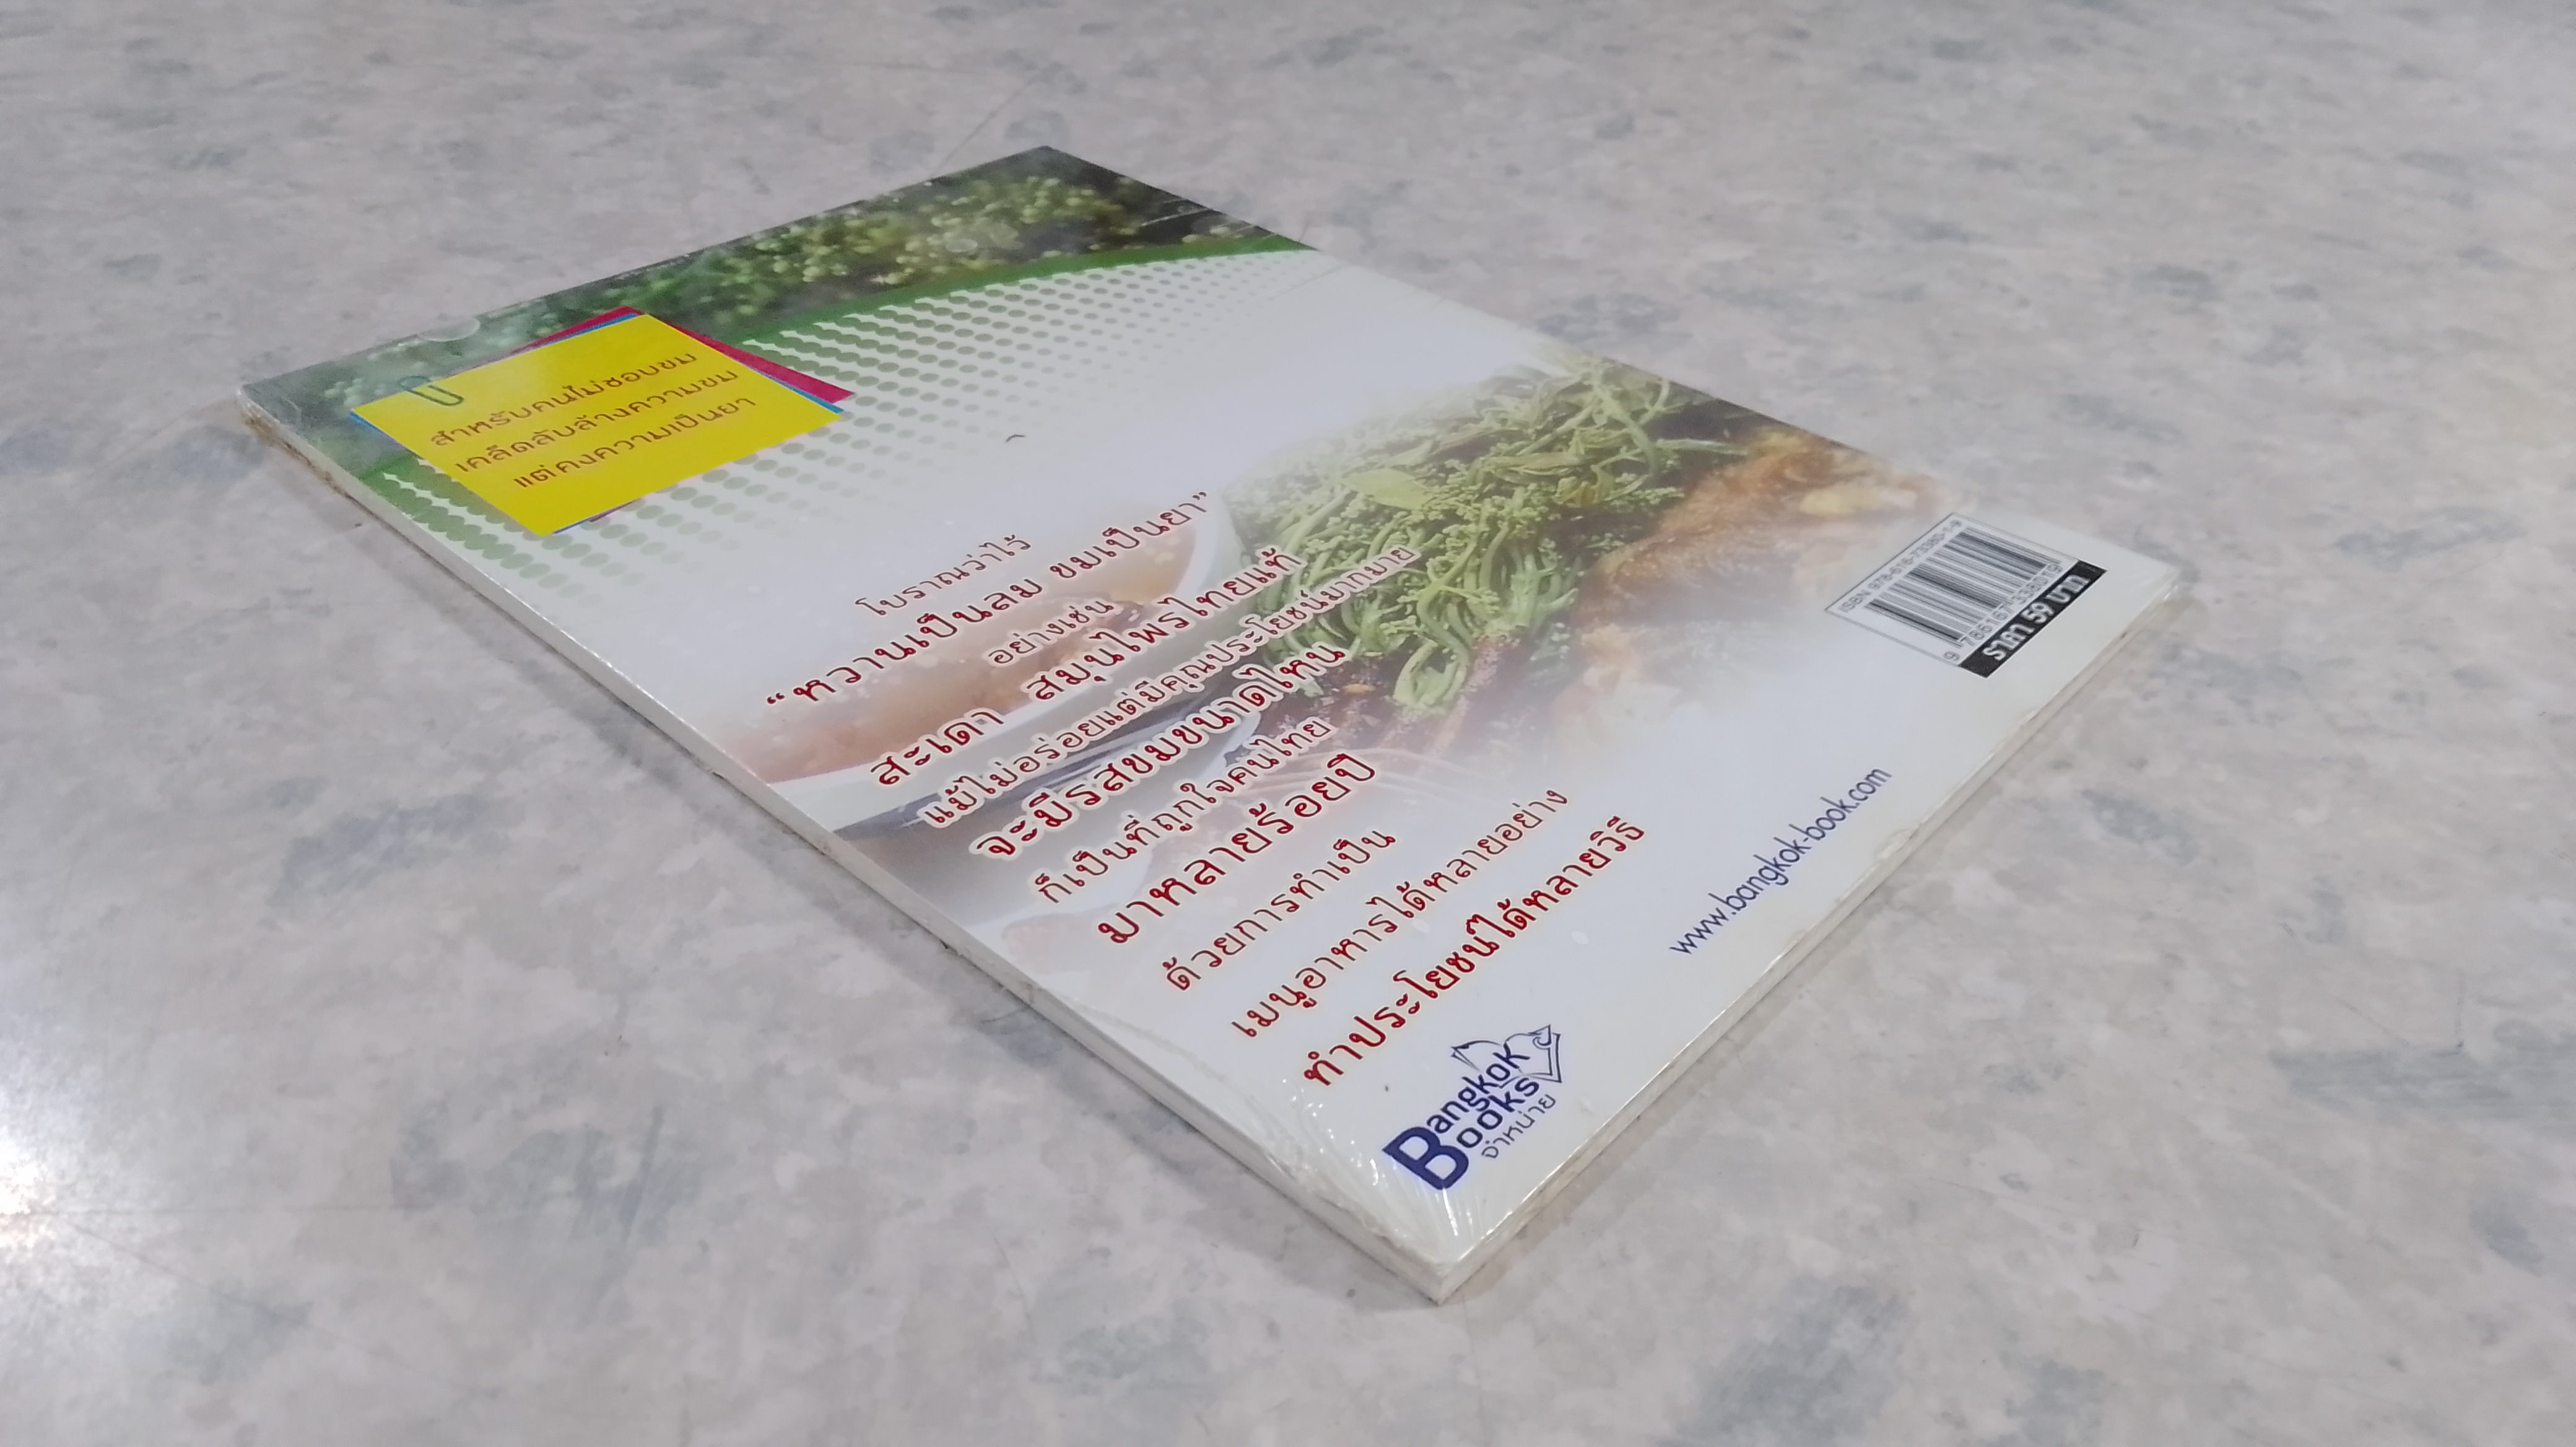 สำหรับคนไม่ชอบขม
เคล็ดลับล้างความขม
แต่คงความเป็นยา
โบราณว่าไว้
“หวานเป็นลม ขมเป็นยา”
อย่างเช่น
สะเดา สมุนไพรไทยแท้
แม้ไม่อร่อยแต่มีคุณประโยชน์มากมาย
จะมีรสขมขนาดไหน
ก็เป็นที่ถูกใจคนไทย
มาหลายร้อยปี
ด้วยการทำเป็น
เมนูอาหารได้หลายอย่าง
ทำประโยชน์ได้หลายวิธี
Bangkok
Books
จำหน่าย
www.bangkok-book.com
ISBN
ราคา 59 บาท